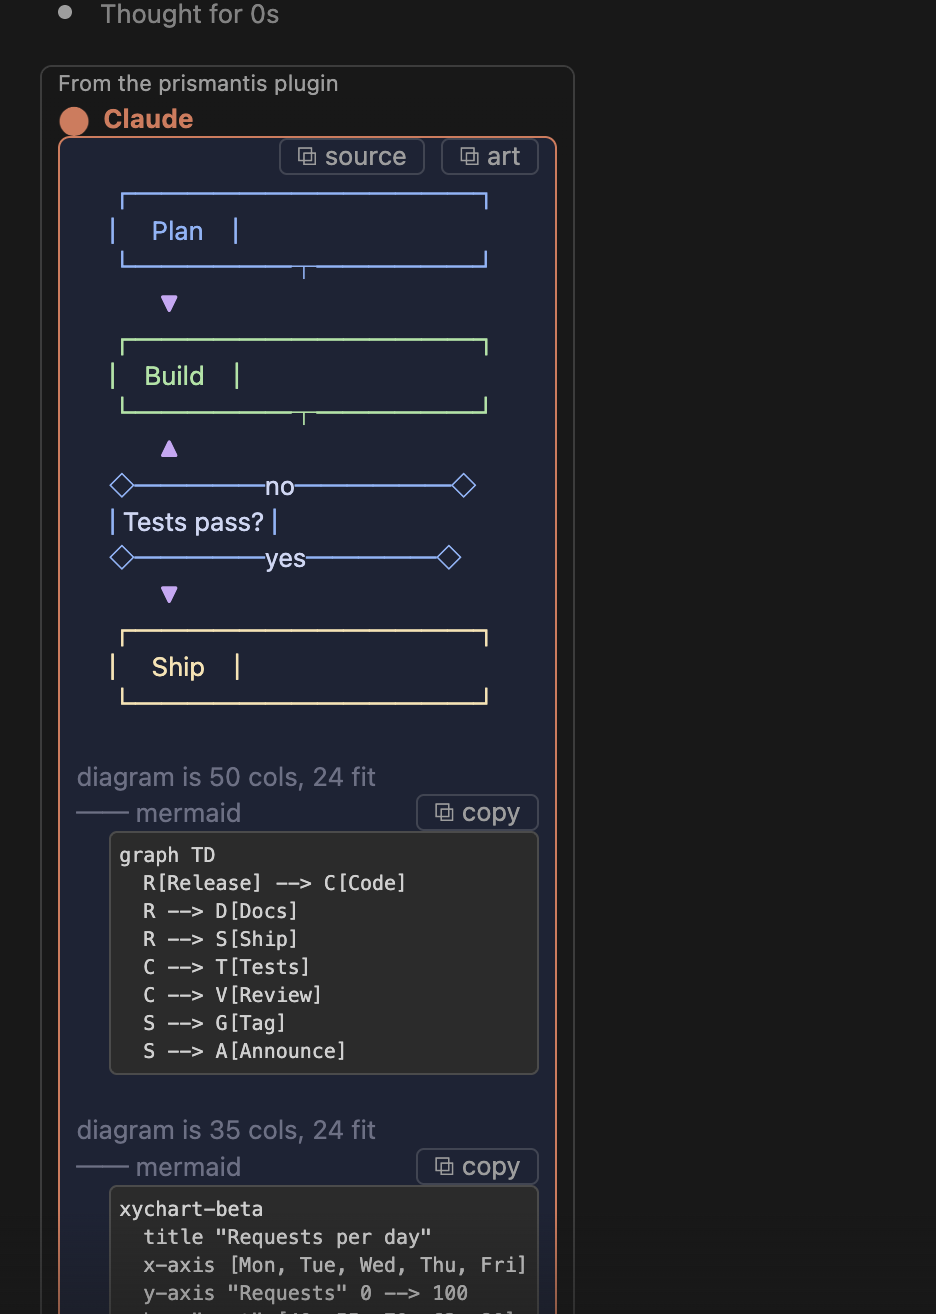 Thought for 0s
From the prismantis plugin
Claude
source art
Plan
Build
no
Tests pass?
yes
Ship
diagram is 50 cols, 24 fit
mermaid copy
graph TD
R[Release] --> C[Code]
R --> D[Docs]
R --> S[Ship]
C --> T[Tests]
C --> V[Review]
S --> G[Tag]
S --> A[Announce]
diagram is 35 cols, 24 fit
mermaid copy
xychart-beta
title "Requests per day"
x-axis [Mon, Tue, Wed, Thu, Fri]
y-axis "Requests" 0 --> 100